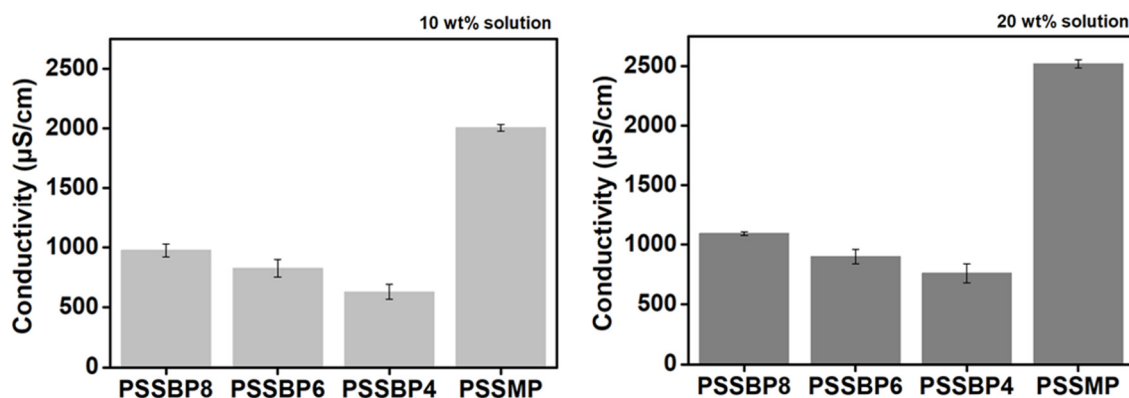 10 wt% solution
Conductivity (µS/cm)
2500
2000
1500
1000
500
0
PSSBP8 PSSBP6 PSSBP4 PSSMP
20 wt% solution
Conductivity (µS/cm)
2500
2000
1500
1000
500
0
PSSBP8 PSSBP6 PSSBP4 PSSMP